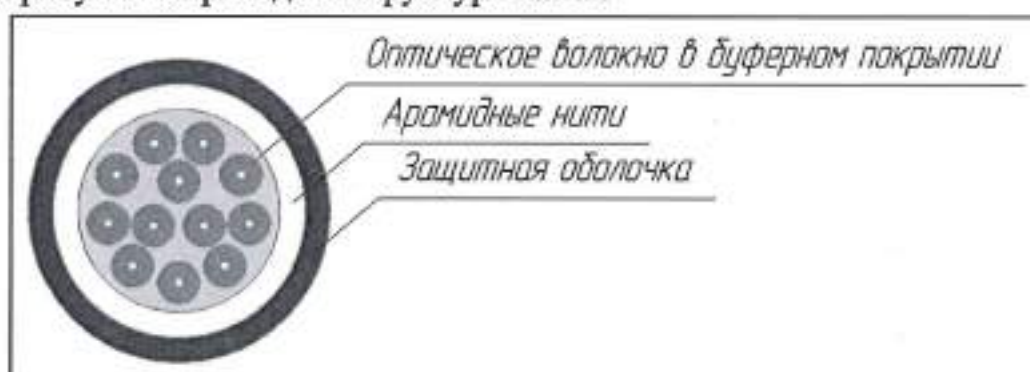 Оптическое волокно в буферном покрытии
Арамидные нити
Защитная оболочка